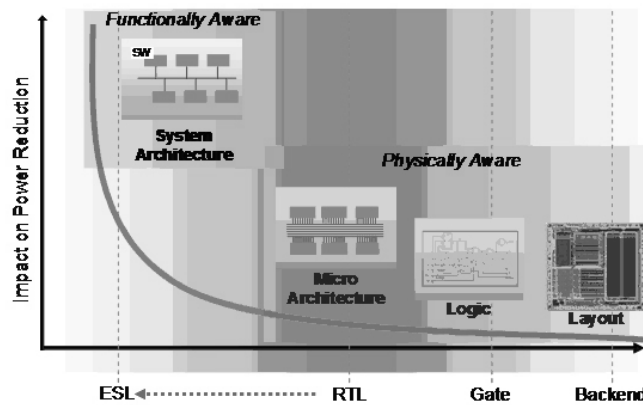 Functionally Aware
SW
System
Architecture
Physically Aware
Micro
Architecture
Logic
Layout
Impact on Power Reduction
ESL
RTL
Gate
Backend